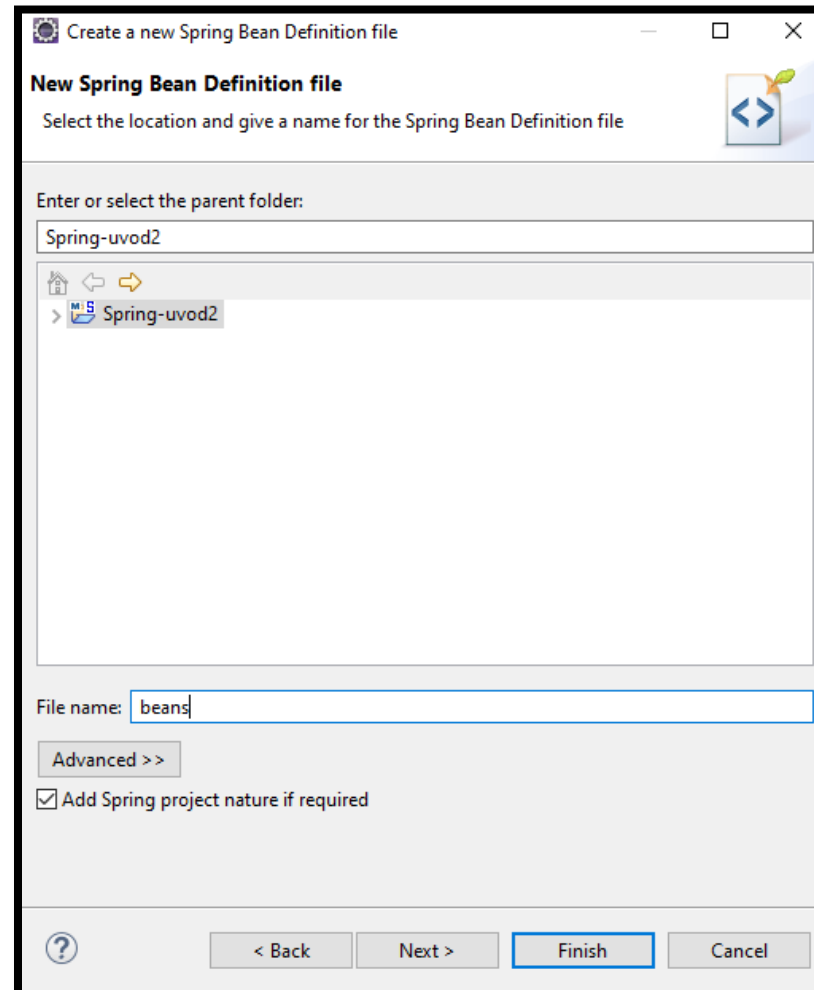 Create a new Spring Bean Definition file
New Spring Bean Definition file
Select the location and give a name for the Spring Bean Definition file
Enter or select the parent folder:
Spring-uvod2
Spring-uvod2
File name: beans
Advanced >>
Add Spring project nature if required
< Back Next > Finish Cancel